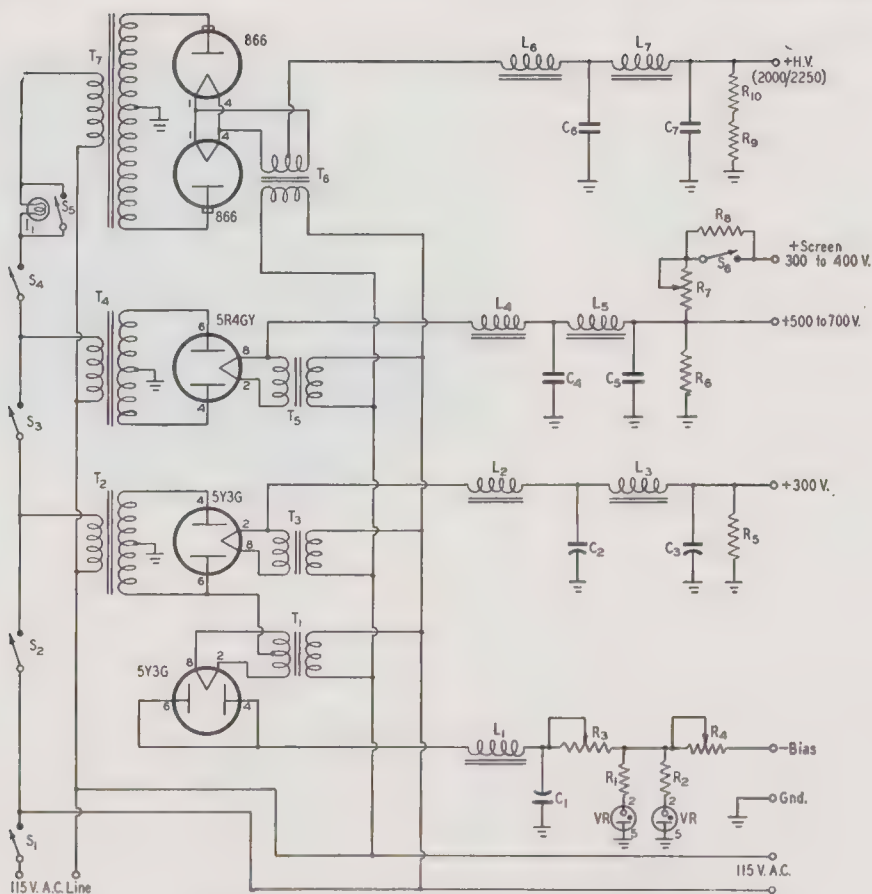 T7
866
L6
L7
+H.V.
(2000/2250)
1
4
C6
C7
R10
R9
1
4
T6
866
I1
S5
S4
T4
5R4GY
6
8
2
4
T5
L4
L5
C4
C5
R8
S6
R7
R6
+Screen
300 to 400 V.
+500 to 700 V.
S3
T2
5Y3G
4
2
8
6
T3
L2
L3
C2
C3
R5
+300 V.
S2
T1
5Y3G
8
2
6
4
L1
C1
R3
R4
R1
R2
2
2
VR
VR
5
5
-Bias
Gnd.
S1
115 V. A.C. Line
115 V. A.C.